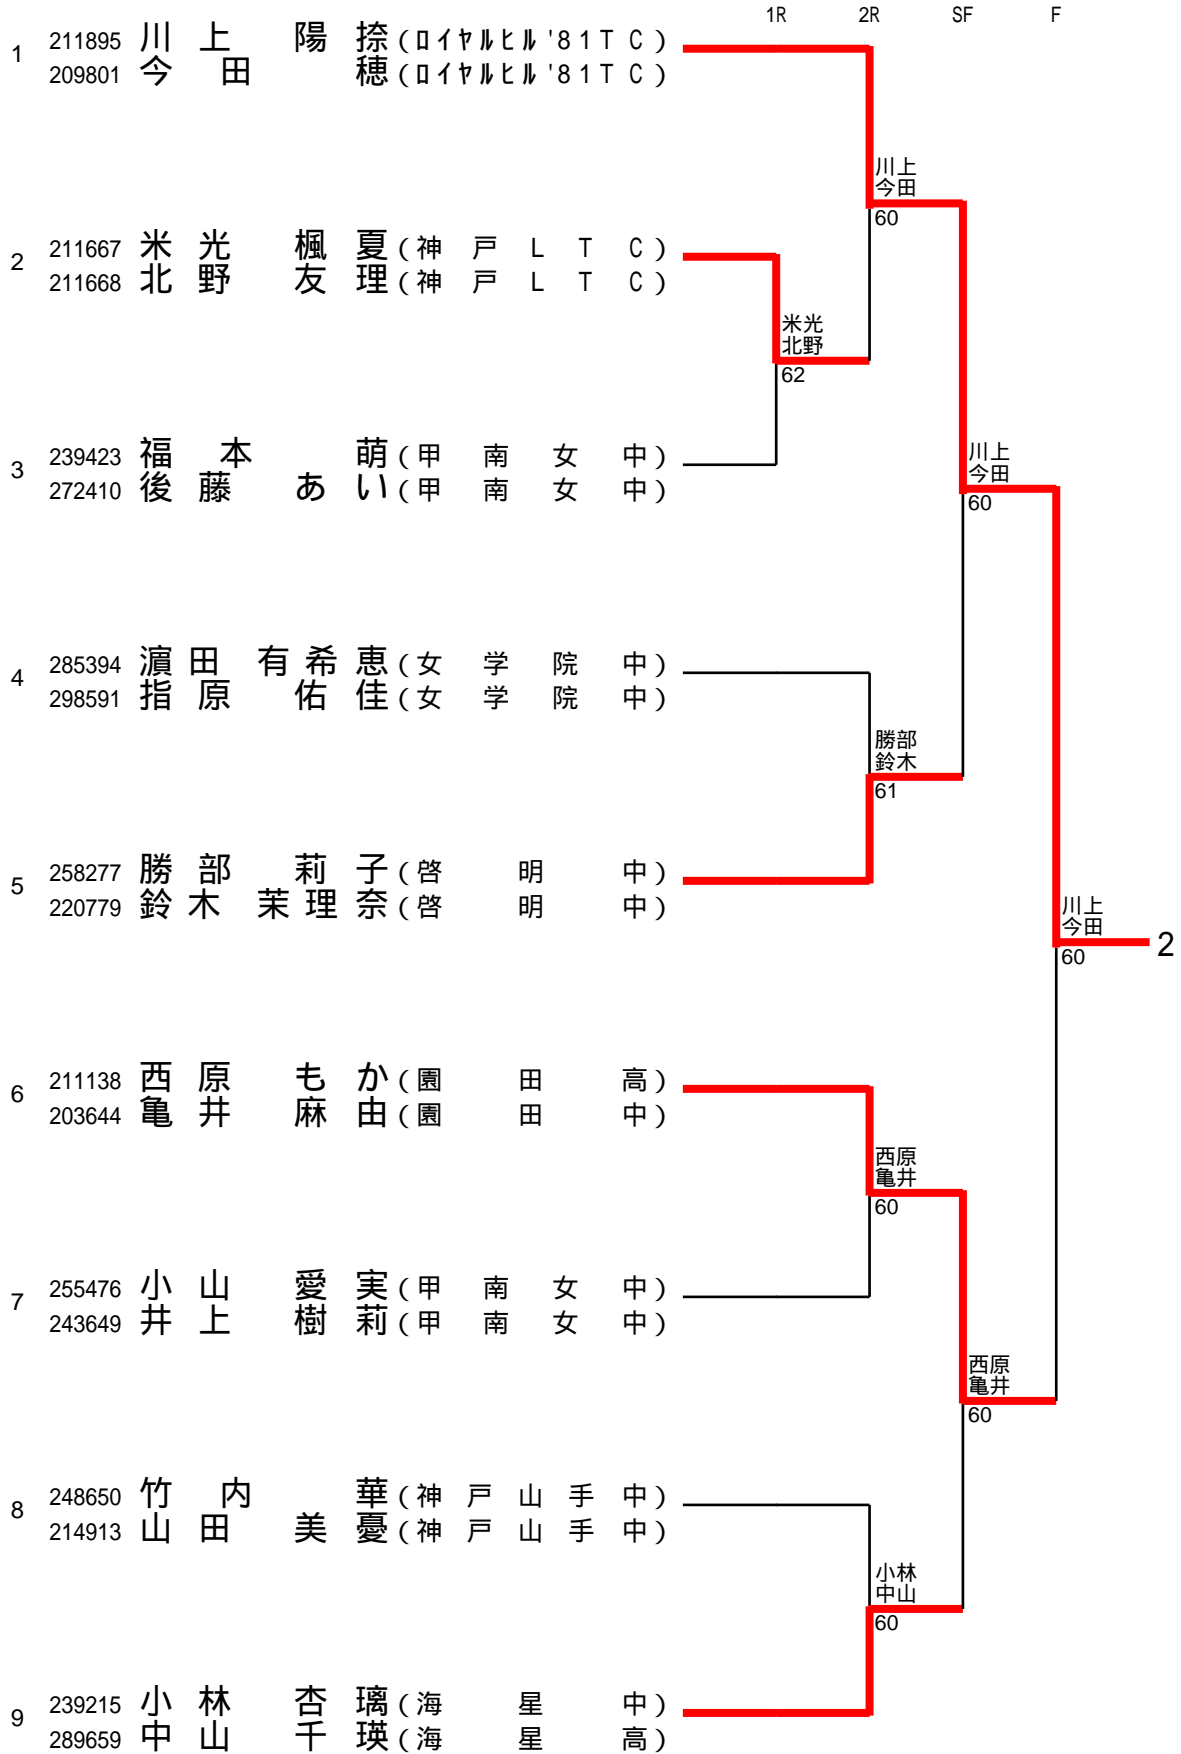 1R 2R SF F
1 211895 川上 陽捺(ロイヤルヒル'81TC)
209801 今田 穂(ロイヤルヒル'81TC)
川上
今田
60
2 211667 米光 楓夏(神戸LTC)
211668 北野 友理(神戸LTC)
米光
北野
62
3 239423 福本 萌(甲南女中)
272410 後藤 あい(甲南女中)
川上
今田
60
4 285394 濵田 有希恵(女学院中)
298591 指原 佑佳(女学院中)
勝部
鈴木
61
5 258277 勝部 莉子(啓明中)
220779 鈴木 茉理奈(啓明中)
川上
今田
60
2
6 211138 西原 もか(園田高)
203644 亀井 麻由(園田中)
西原
亀井
60
7 255476 小山 愛実(甲南女中)
243649 井上 樹莉(甲南女中)
西原
亀井
60
8 248650 竹内 華(神戸山手中)
214913 山田 美憂(神戸山手中)
小林
中山
60
9 239215 小林 杏璃(海星中)
289659 中山 千瑛(海星高)